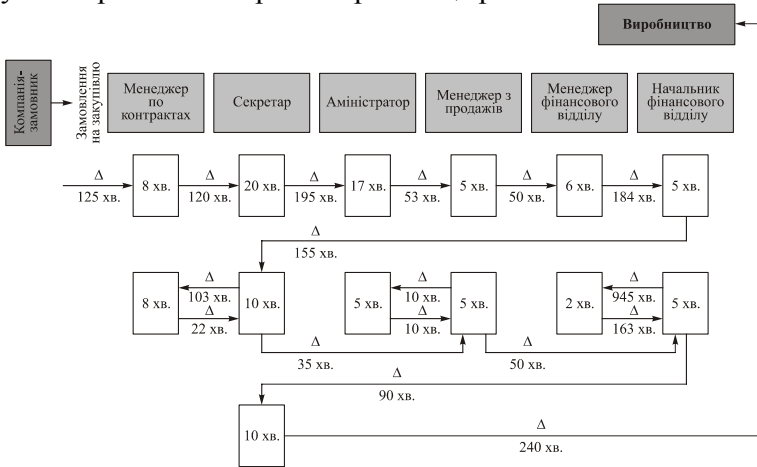 Виробництво
Компанія-
замовник
Замовлення
на закупівлю
Менеджер
по
контрактах
Секретар
Аміністратор
Менеджер з
продажів
Менеджер
фінансового
відділу
Начальник
фінансового
відділу
Δ Δ Δ Δ Δ Δ
8 хв. 20 хв. 17 хв. 5 хв. 6 хв. 5 хв.
125 хв. 120 хв. 195 хв. 53 хв. 50 хв. 184 хв.
Δ
155 хв.
Δ Δ Δ
103 хв. 10 хв. 945 хв.
8 хв. 10 хв. 5 хв. 5 хв. 2 хв. 5 хв.
Δ Δ Δ
22 хв. 10 хв. 163 хв.
Δ Δ
35 хв. 50 хв.
Δ
90 хв.
10 хв.
Δ
240 хв.